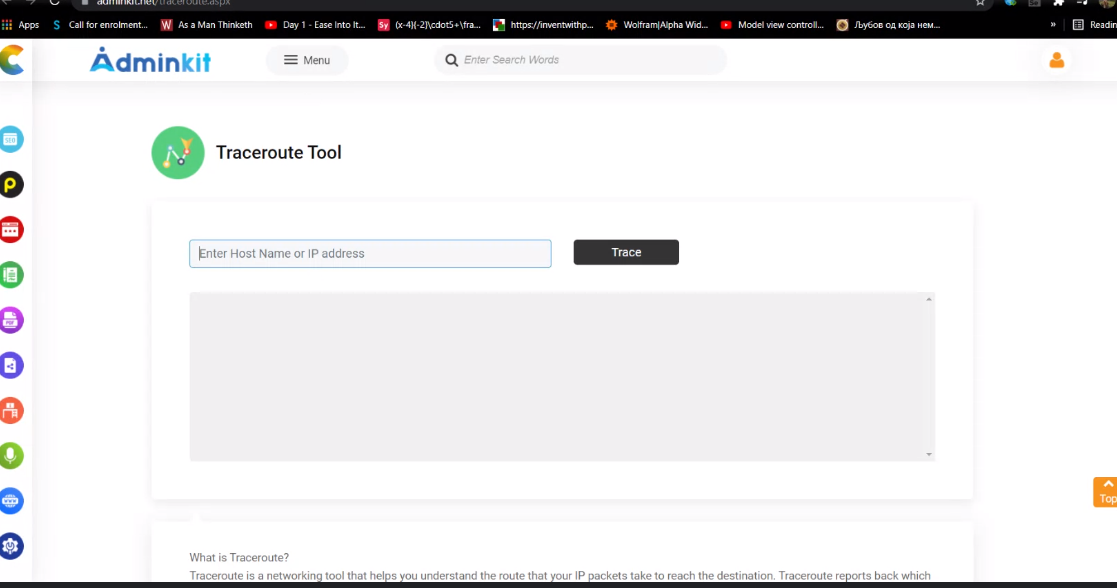 adminkit.net/traceroute.aspx
Apps
Call for enrolment...
As a Man Thinketh
Day 1 - Ease Into It...
Sy
(x-4)(-2)\cdot5+\fra...
https://inventwithp...
Wolfram|Alpha Wid...
Model view controll...
Љубов од која нем...
»
Readin
Adminkit
Menu
Enter Search Words
Traceroute Tool
Enter Host Name or IP address
Trace
Top
What is Traceroute?
Traceroute is a networking tool that helps you understand the route that your IP packets take to reach the destination. Traceroute reports back which